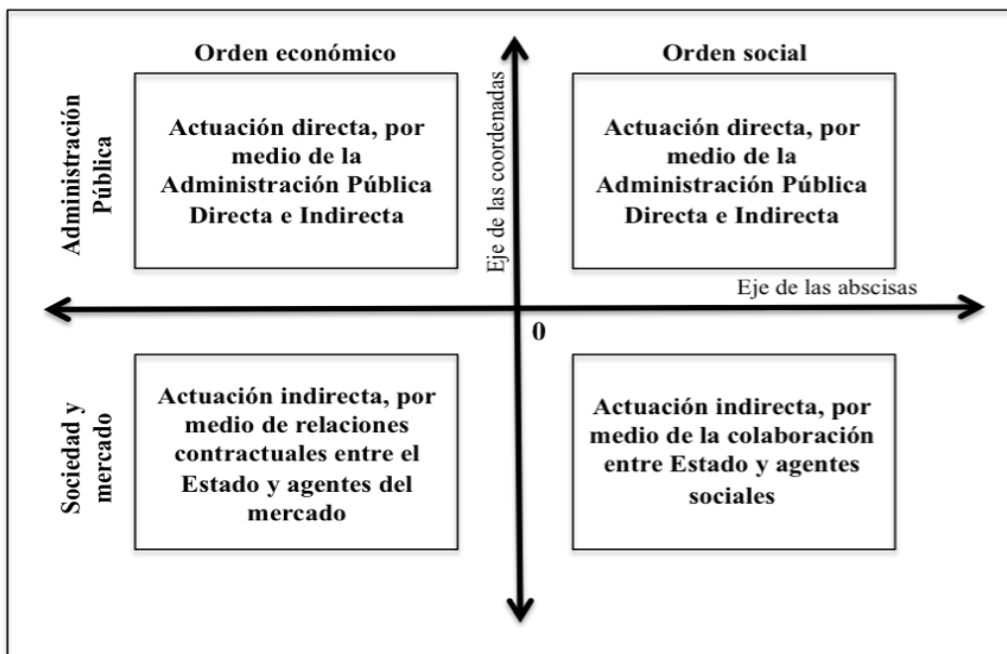 Orden económico
Orden social
Administración
Pública
Actuación directa, por
medio de la
Administración Pública
Directa e Indirecta
Eje de las coordenadas
Actuación directa, por
medio de la
Administración Pública
Directa e Indirecta
Eje de las abscisas
0
Sociedad y
mercado
Actuación indirecta, por
medio de relaciones
contractuales entre el
Estado y agentes del
mercado
Actuación indirecta, por
medio de la colaboración
entre Estado y agentes
sociales